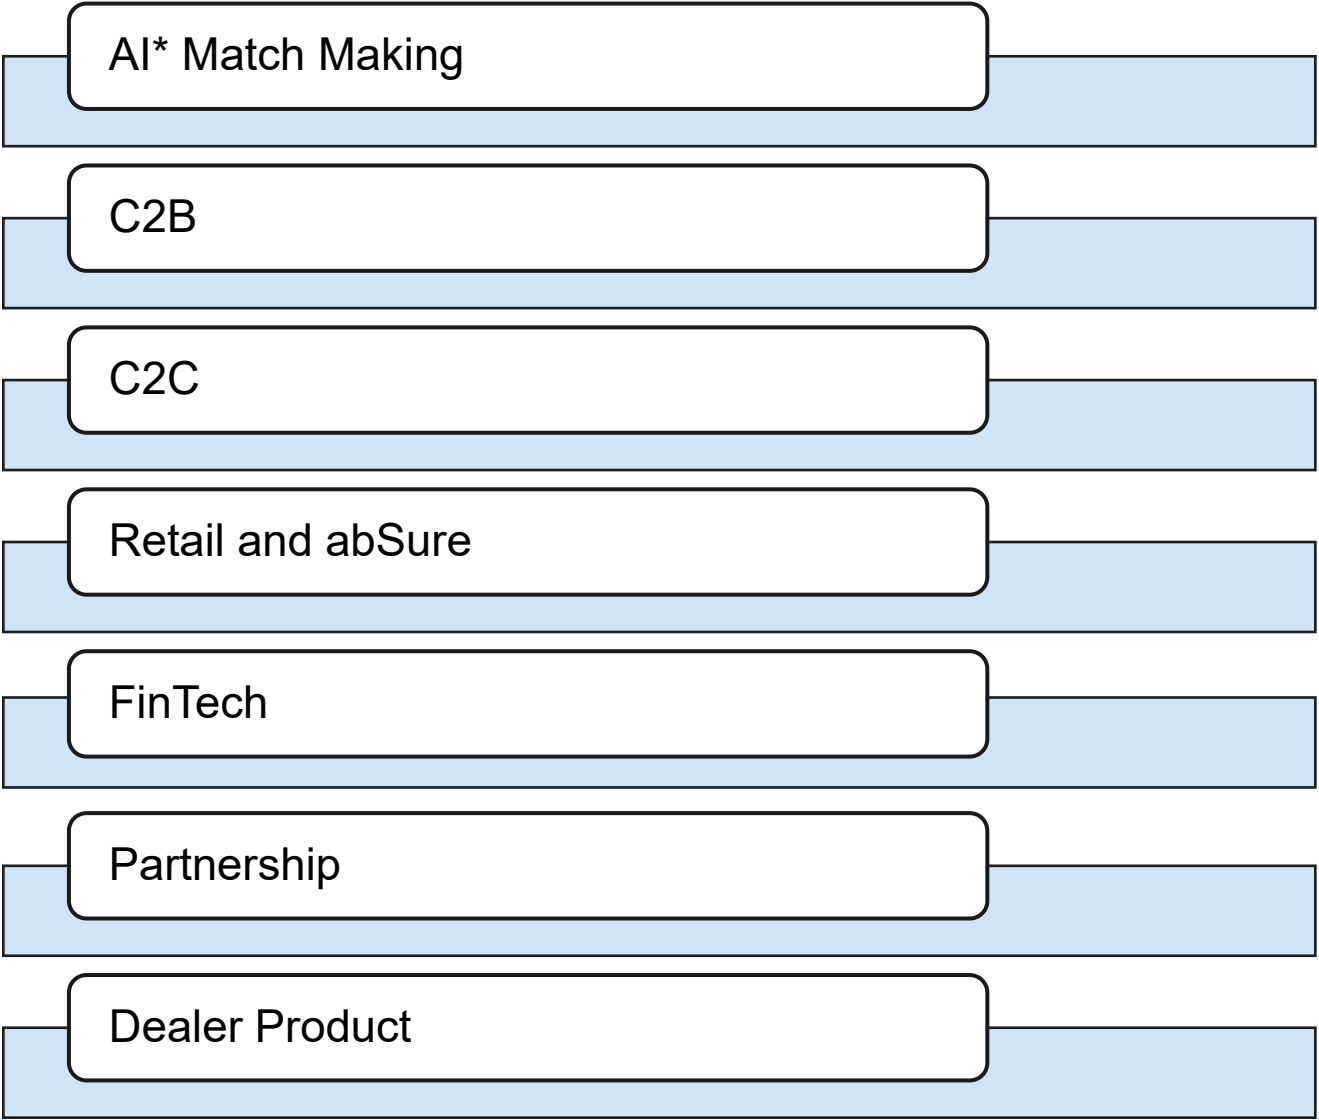 AI* Match Making
C2B
C2C
Retail and abSure
FinTech
Partnership
Dealer Product